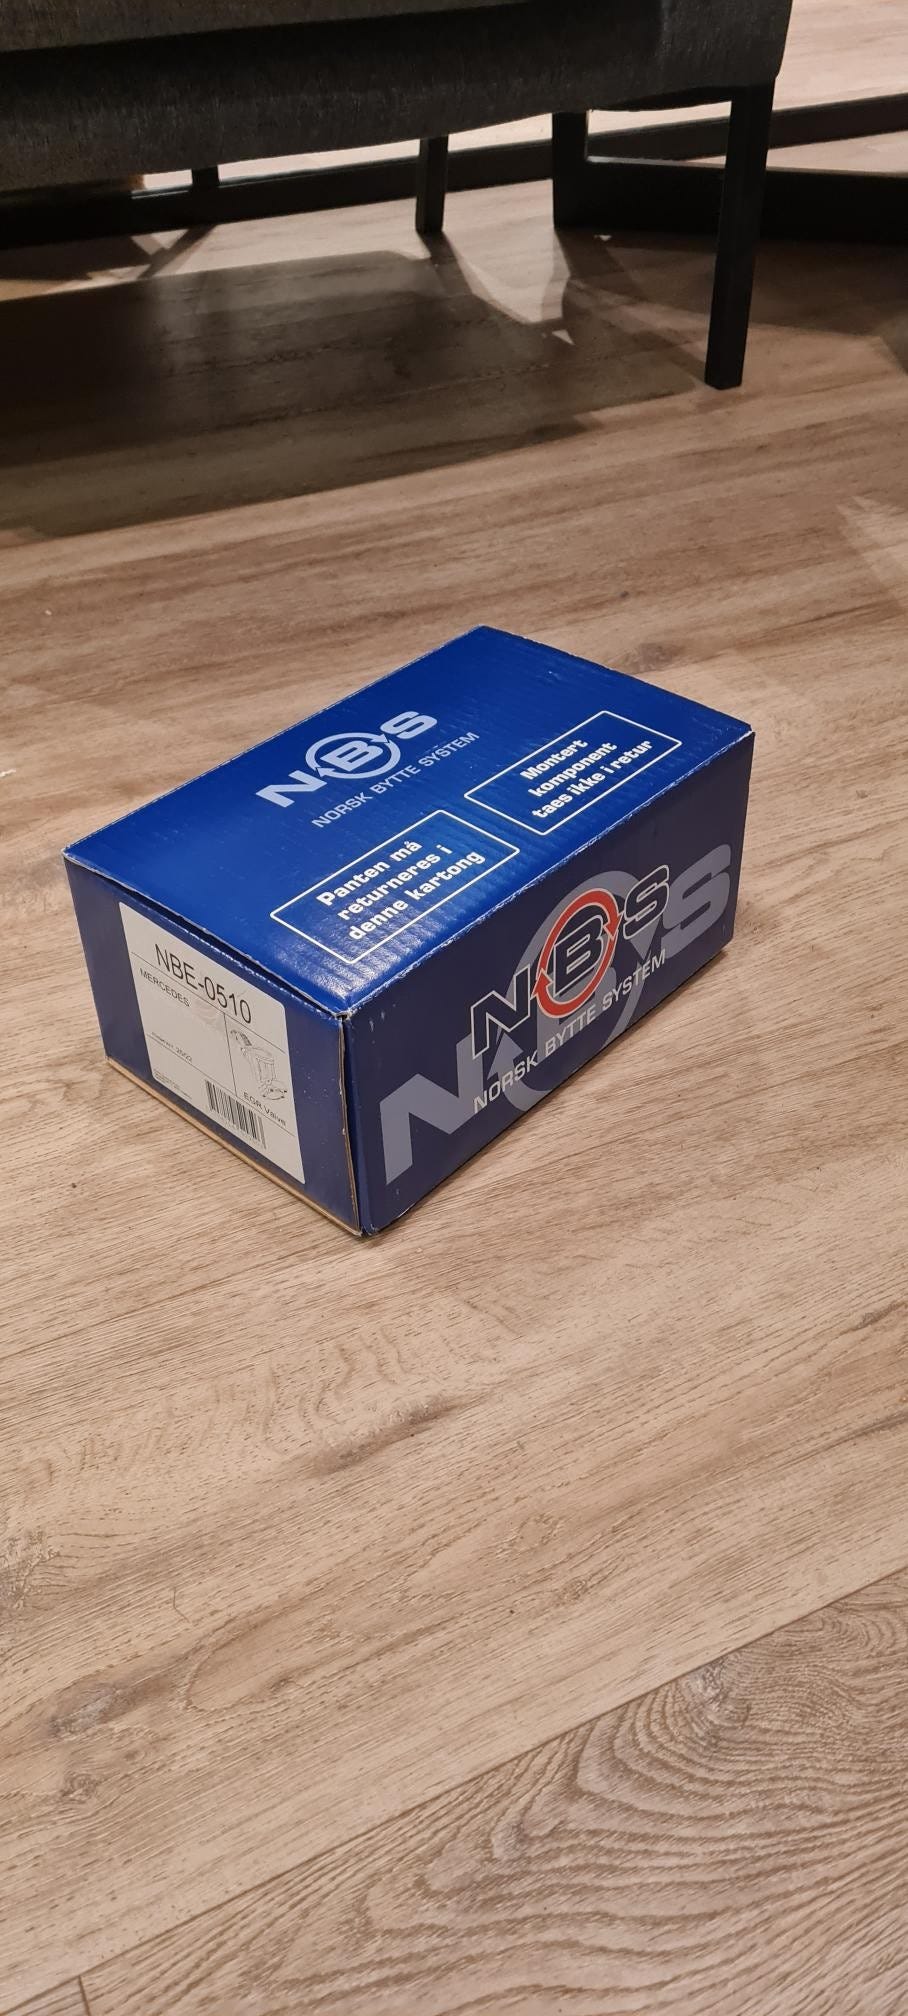 NBS
NORSK BYTTE SYSTEM
Panten må
returneres i
denne kartong
Montert
komponent
taes ikke i retur
NBS
NORSK BYTTE SYSTEM
NBS
NBE-0510
MERCEDES
EGR Valve